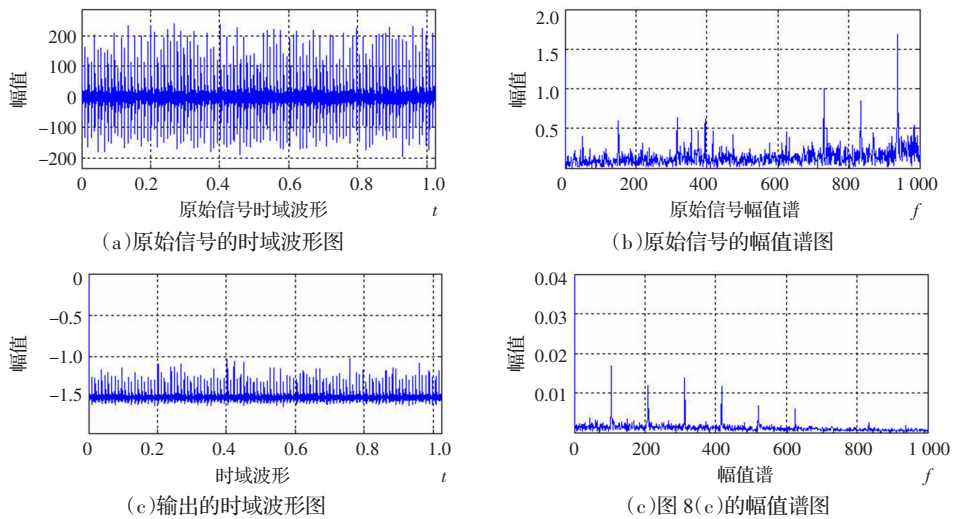 幅值
200
100
0
-100
-200
0
0.2
0.4
0.6
0.8
1.0
原始信号时域波形
t
(a)原始信号的时域波形图
幅值
2.0
1.5
1.0
0.5
0
200
400
600
800
1 000
原始信号幅值谱
f
(b)原始信号的幅值谱图
幅值
0
-0.5
-1.0
-1.5
0
0.2
0.4
0.6
0.8
1.0
时域波形
t
(c)输出的时域波形图
幅值
0.04
0.03
0.02
0.01
0
200
400
600
800
1 000
幅值谱
f
(c)图 8(c)的幅值谱图